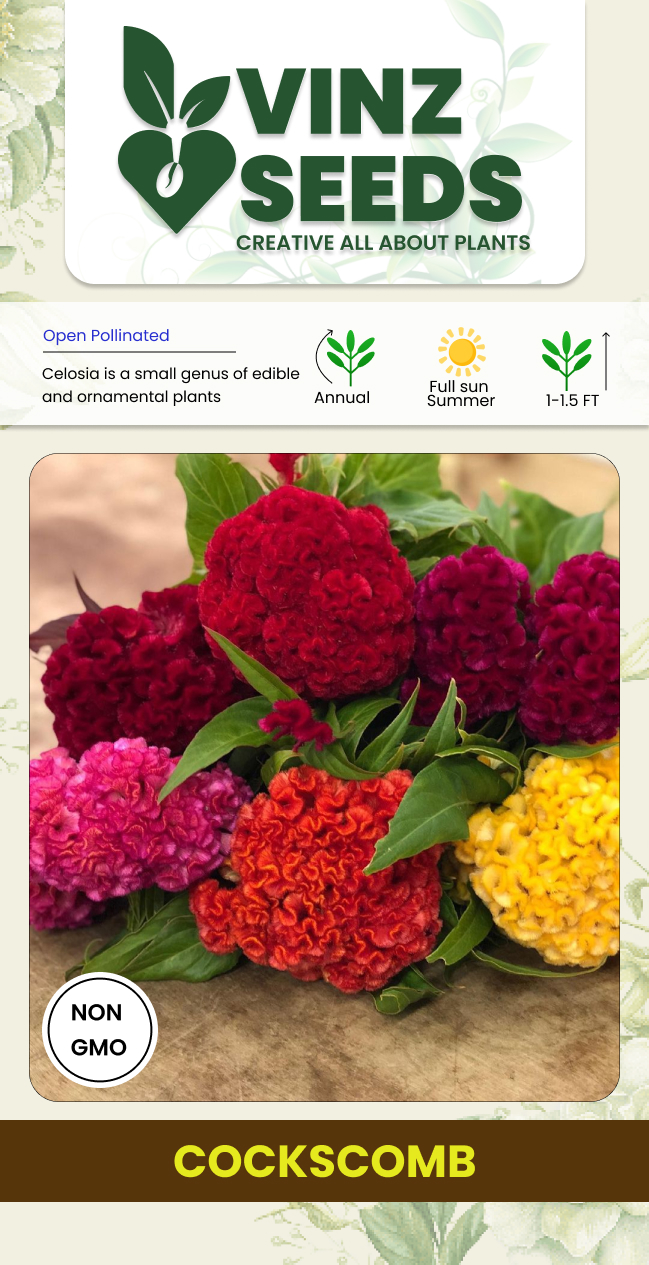 VINZ
SEEDS
CREATIVE ALL ABOUT PLANTS
Open Pollinated
Celosia is a small genus of edible
and ornamental plants
Annual
Full sun
Summer
1-1.5 FT
NON
GMO
COCKSCOMB